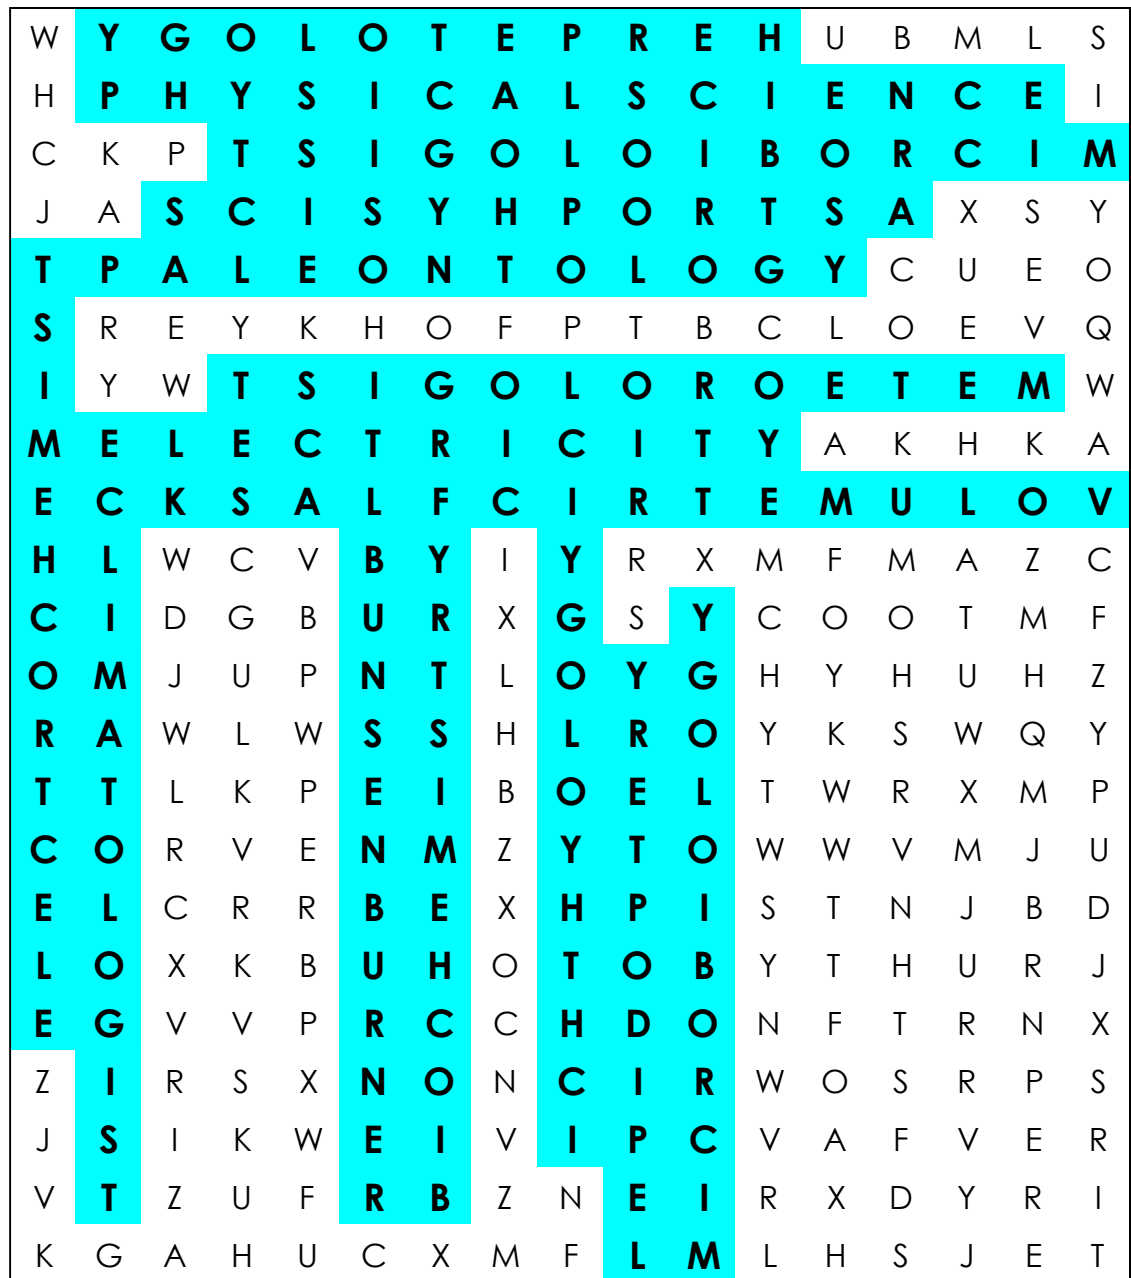 W Y G O L O T E P R E H U B M L S
H P H Y S I C A L S C I E N C E I
C K P T S I G O L O I B O R C I M
J A S C I S Y H P O R T S A X S Y
T P A L E O N T O L O G Y C U E O
S R E Y K H O F P T B C L O E V Q
I Y W T S I G O L O R O E T E M W
M E L E C T R I C I T Y A K H K A
E C K S A L F C I R T E M U L O V
H L W C V B Y I Y R X M F M A Z C
C I D G B U R X G S Y C O O T M F
O M J U P N T L O Y G H Y H U H Z
R A W L W S S H L R O Y K S W Q Y
T T L K P E I B O E L T W R X M P
C O R V E N M Z Y T O W W V M J U
E L C R R B E X H P I S T N J B D
L O X K B U H O T O B Y T H U R J
E G V V P R C C H D O N F T R N X
Z I R S X N O N C I R W O S R P S
J S I K W E I V I P C V A F V E R
V T Z U F R B Z N E I R X D Y R I
K G A H U C X M F L M L H S J E T